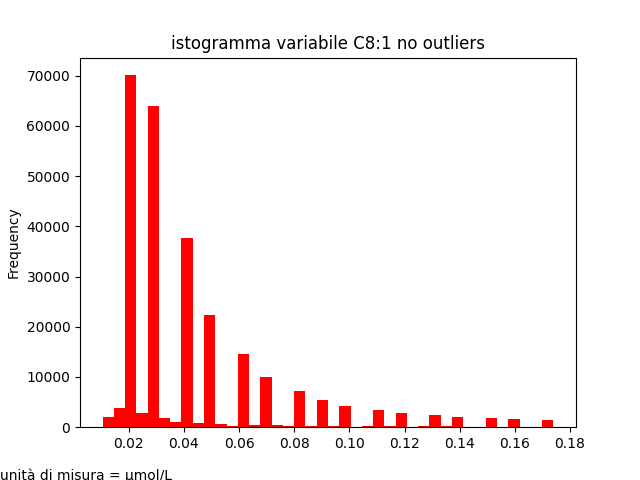 istogramma variabile C8:1 no outliers
Frequency
70000
60000
50000
40000
30000
20000
10000
0
0.02 0.04 0.06 0.08 0.10 0.12 0.14 0.16 0.18
unità di misura = μmol/L